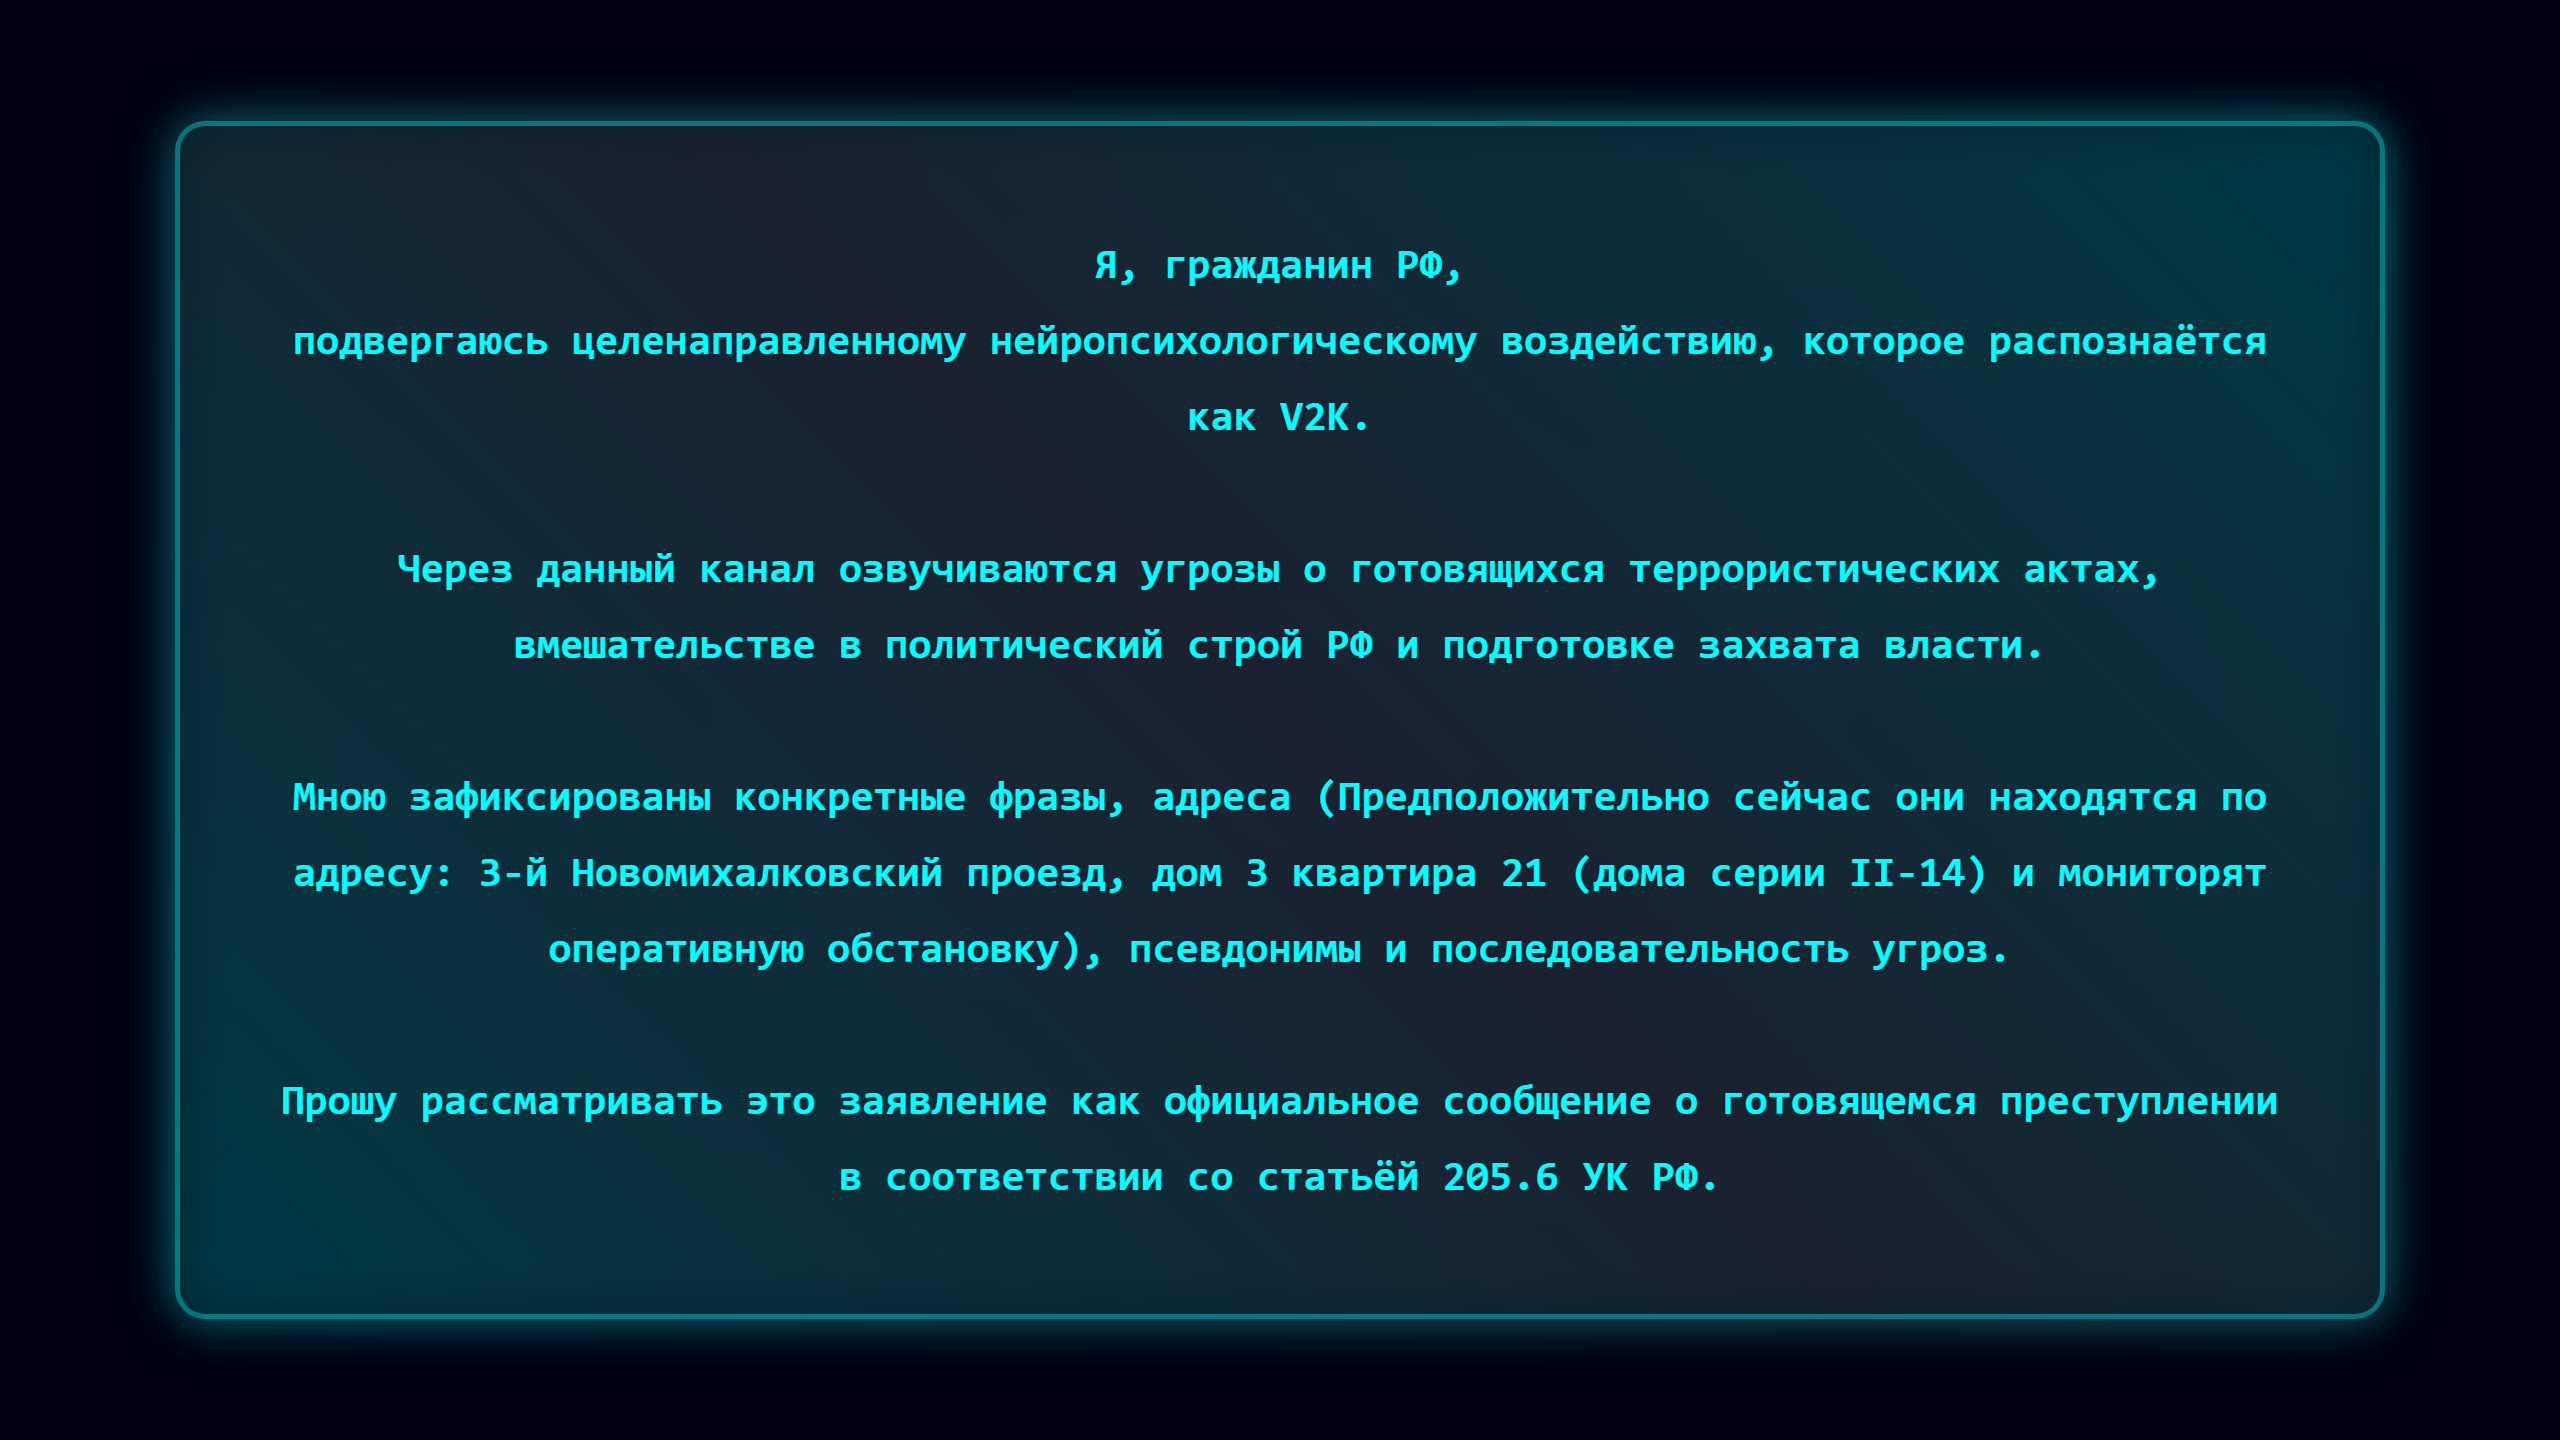 Я, гражданин РФ,
подвергаюсь целенаправленному нейропсихологическому воздействию, которое распознаётся
как V2K.
Через данный канал озвучиваются угрозы о готовящихся террористических актах,
вмешательстве в политический строй РФ и подготовке захвата власти.
Мною зафиксированы конкретные фразы, адреса (Предположительно сейчас они находятся по
адресу: 3-й Новомихалковский проезд, дом 3 квартира 21 (дома серии II-14) и мониторят
оперативную обстановку), псевдонимы и последовательность угроз.
Прошу рассматривать это заявление как официальное сообщение о готовящемся преступлении
в соответствии со статьёй 205.6 УК РФ.